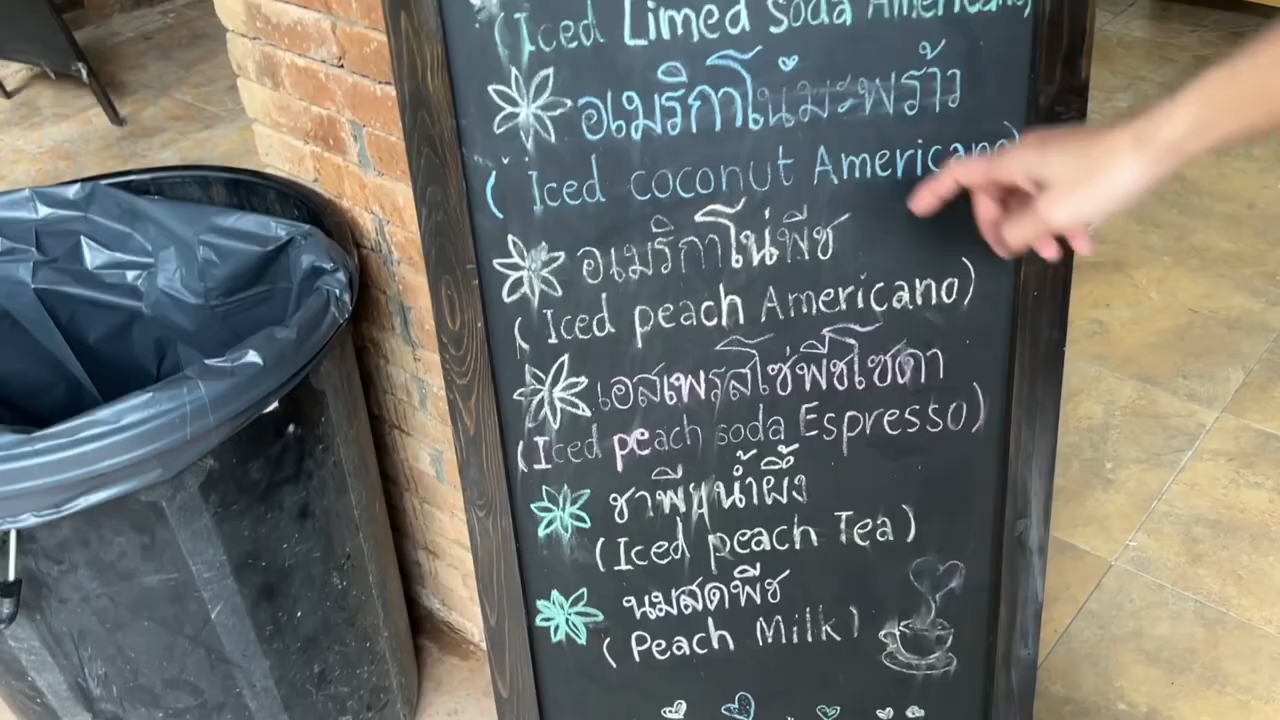 (Iced Limed Soda Americano)
อเมริกาโน่มะพร้าว
(Iced coconut Americano)
อเมริกาโน่พีช
(Iced peach Americano)
เอสเพรสโซ่พีชโซดา
(Iced peach soda Espresso)
ชาพีชน้ำผึ้ง
(Iced peach Tea)
นมสดพีช
(Peach Milk)